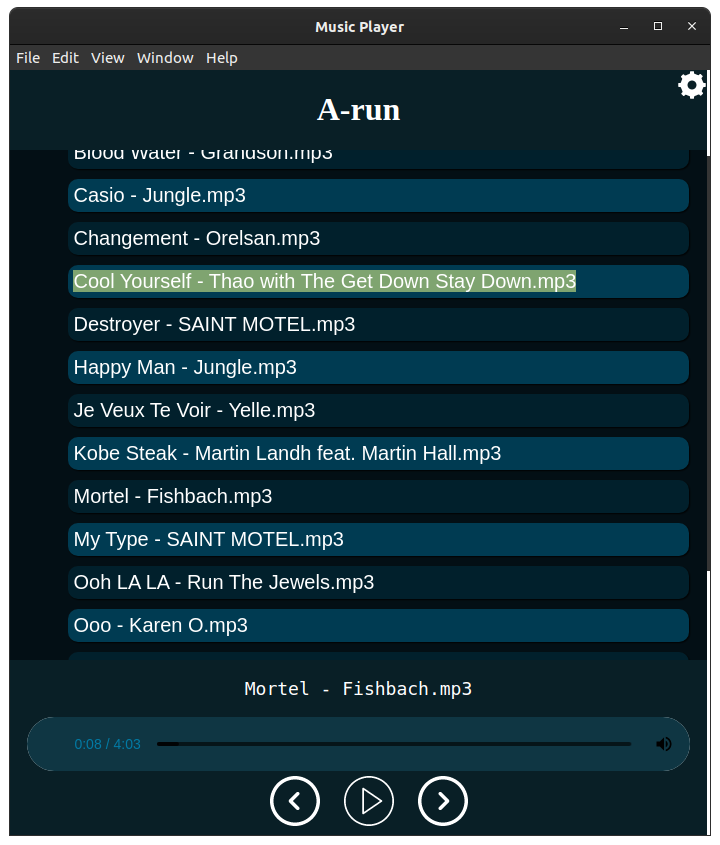 Music Player
File Edit View Window Help
A-run
Blood Water - Grandson.mp3
Casio - Jungle.mp3
Changement - Orelsan.mp3
Cool Yourself - Thao with The Get Down Stay Down.mp3
Destroyer - SAINT MOTEL.mp3
Happy Man - Jungle.mp3
Je Veux Te Voir - Yelle.mp3
Kobe Steak - Martin Landh feat. Martin Hall.mp3
Mortel - Fishbach.mp3
My Type - SAINT MOTEL.mp3
Ooh LA LA - Run The Jewels.mp3
Ooo - Karen O.mp3
Mortel - Fishbach.mp3
0:08 / 4:03